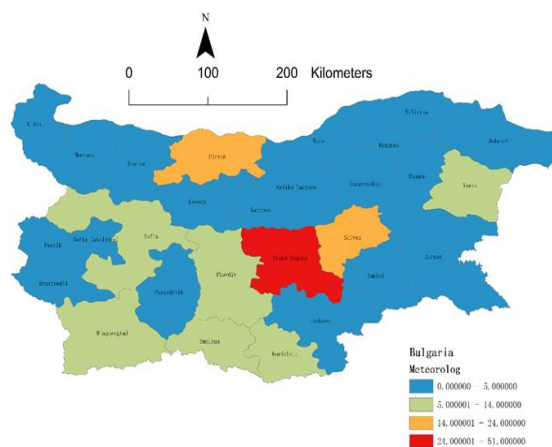 N
0 100 200 Kilometers
Vidin
Montana
Vratsa
Pleven
Ruse
Silistra
Razgrad
Dobrich
Shumen
Varna
Lovech
Veliko Tarnovo
Gabrovo
Sofia
Pernik
Kyustendil
Pazardzhik
Plovdiv
Stara Zagora
Sliven
Yambol
Burgas
Blagoevgrad
Smolyan
Kardzhali
Bulgaria
Meteorolog
0.000000 - 5.000000
5.000001 - 14.000000
14.000001 - 24.000000
24.000001 - 51.000000